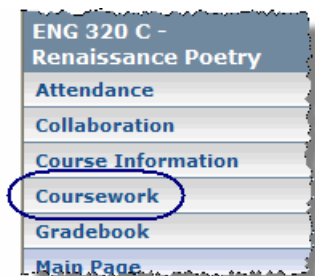 ENG 320 C -
Renaissance Poetry
Attendance
Collaboration
Course Information
Coursework
Gradebook
Main Page